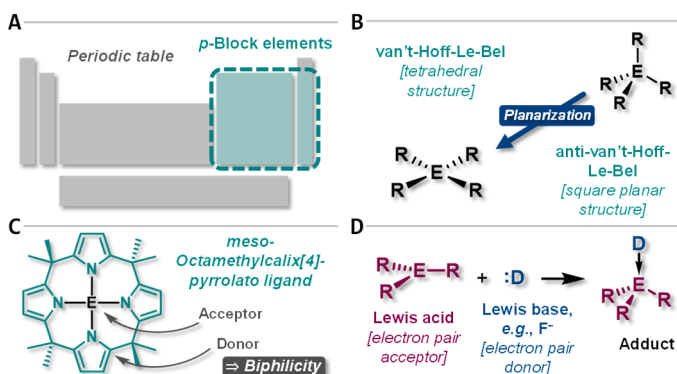 A
Periodic table
p-Block elements
B
van't-Hoff-Le-Bel
[tetrahedral
structure]
R
E
R
R
R
Planarization
R
R
E
R
R
anti-van't-Hoff-
Le-Bel
[square planar
structure]
C
meso-
Octamethylcalix[4]-
pyrrolato ligand
N
N
E
N
N
Acceptor
Donor
⇒ Biphilicity
D
R
E
R
R
+
:D
D
E
R
R
R
Lewis acid
[electron pair
acceptor]
Lewis base,
e.g., F⁻
[electron pair
donor]
Adduct